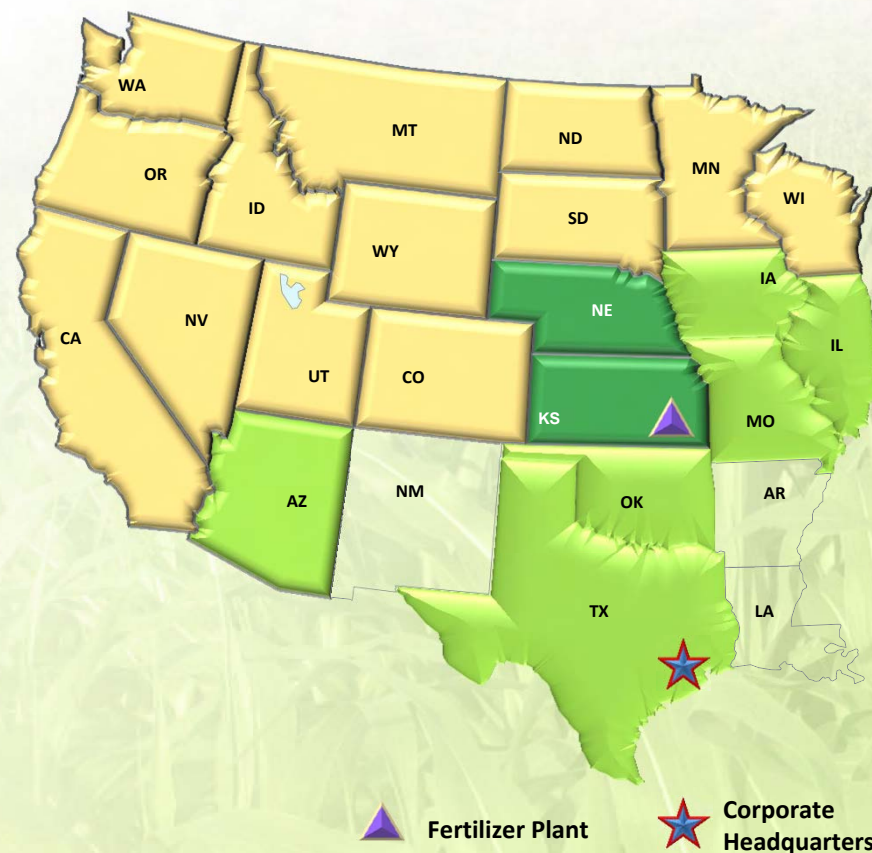 WA
MT
ND
MN
OR
ID
SD
WI
WY
IA
NE
NV
CA
IL
UT
CO
KS
MO
AZ
NM
OK
AR
TX
LA
Fertilizer Plant
Corporate
Headquarters